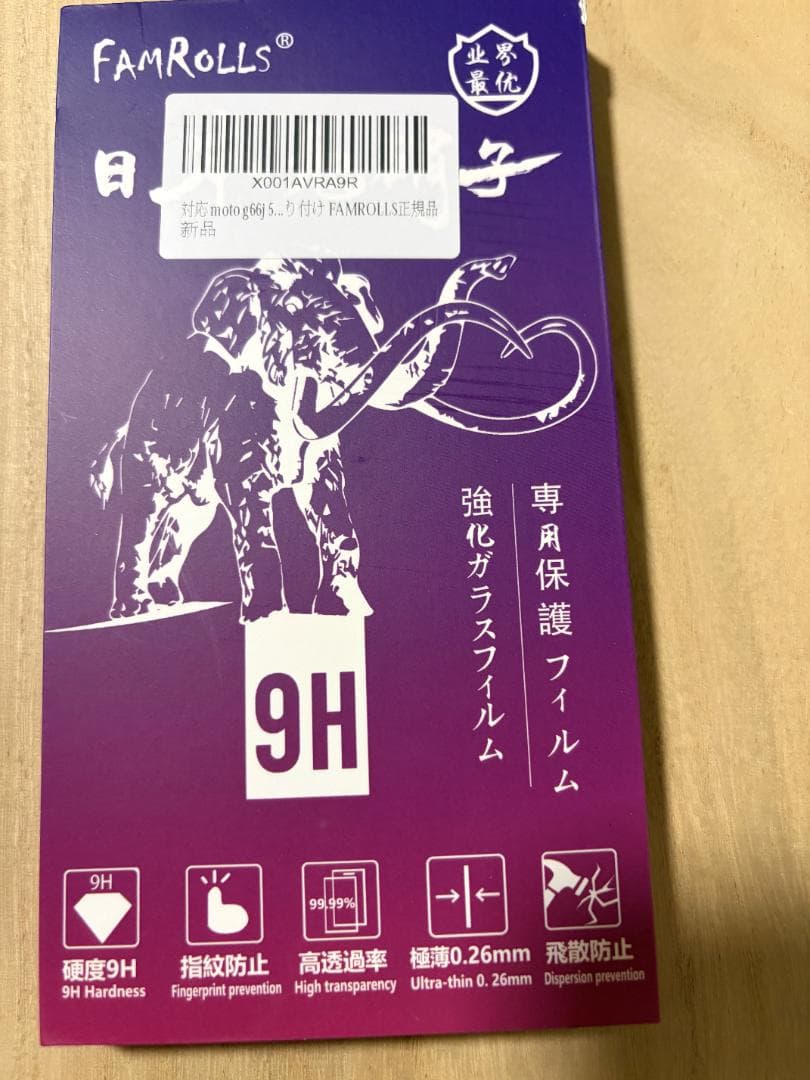 FAMROLLS®
业界
最优
日
子
X001AVRA9R
対応 moto g66j 5...り付け FAMROLLS正規品
新品
専用保護フィルム
強化ガラスフィルム
9H
9H
99.99%
硬度9H
9H Hardness
指紋防止
Fingerprint prevention
高透過率
High transparency
極薄0.26mm
Ultra-thin 0. 26mm
飛散防止
Dispersion prevention